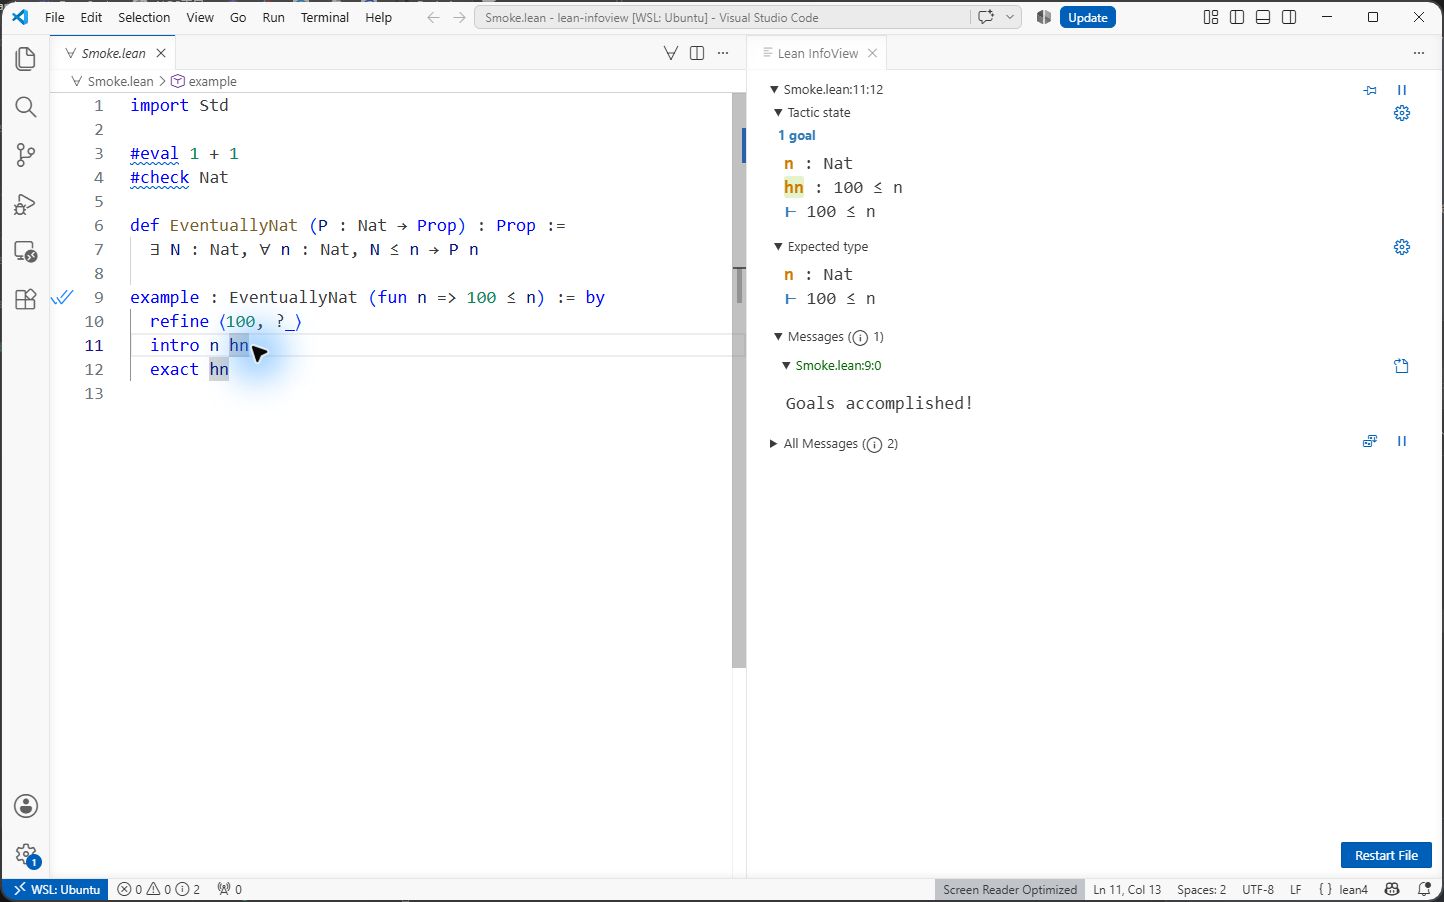 File Edit Selection View Go Run Terminal Help
Smoke.lean - lean-infoview [WSL: Ubuntu] - Visual Studio Code
Update
Smoke.lean
Lean InfoView
Smoke.lean > example
1 import Std
2
3 #eval 1 + 1
4 #check Nat
5
6 def EventuallyNat (P : Nat → Prop) : Prop :=
7 ∃ N : Nat, ∀ n : Nat, N ≤ n → P n
8
9 example : EventuallyNat (fun n => 100 ≤ n) := by
10 refine ⟨100, ?_⟩
11 intro n hn
12 exact hn
13
Smoke.lean:11:12
Tactic state
1 goal
n : Nat
hn : 100 ≤ n
⊢ 100 ≤ n
Expected type
n : Nat
⊢ 100 ≤ n
Messages (ⓘ 1)
Smoke.lean:9:0
Goals accomplished!
All Messages (ⓘ 2)
Restart File
1
WSL: Ubuntu
0 0 2
0
Screen Reader Optimized
Ln 11, Col 13
Spaces: 2
UTF-8
LF
{ } lean4